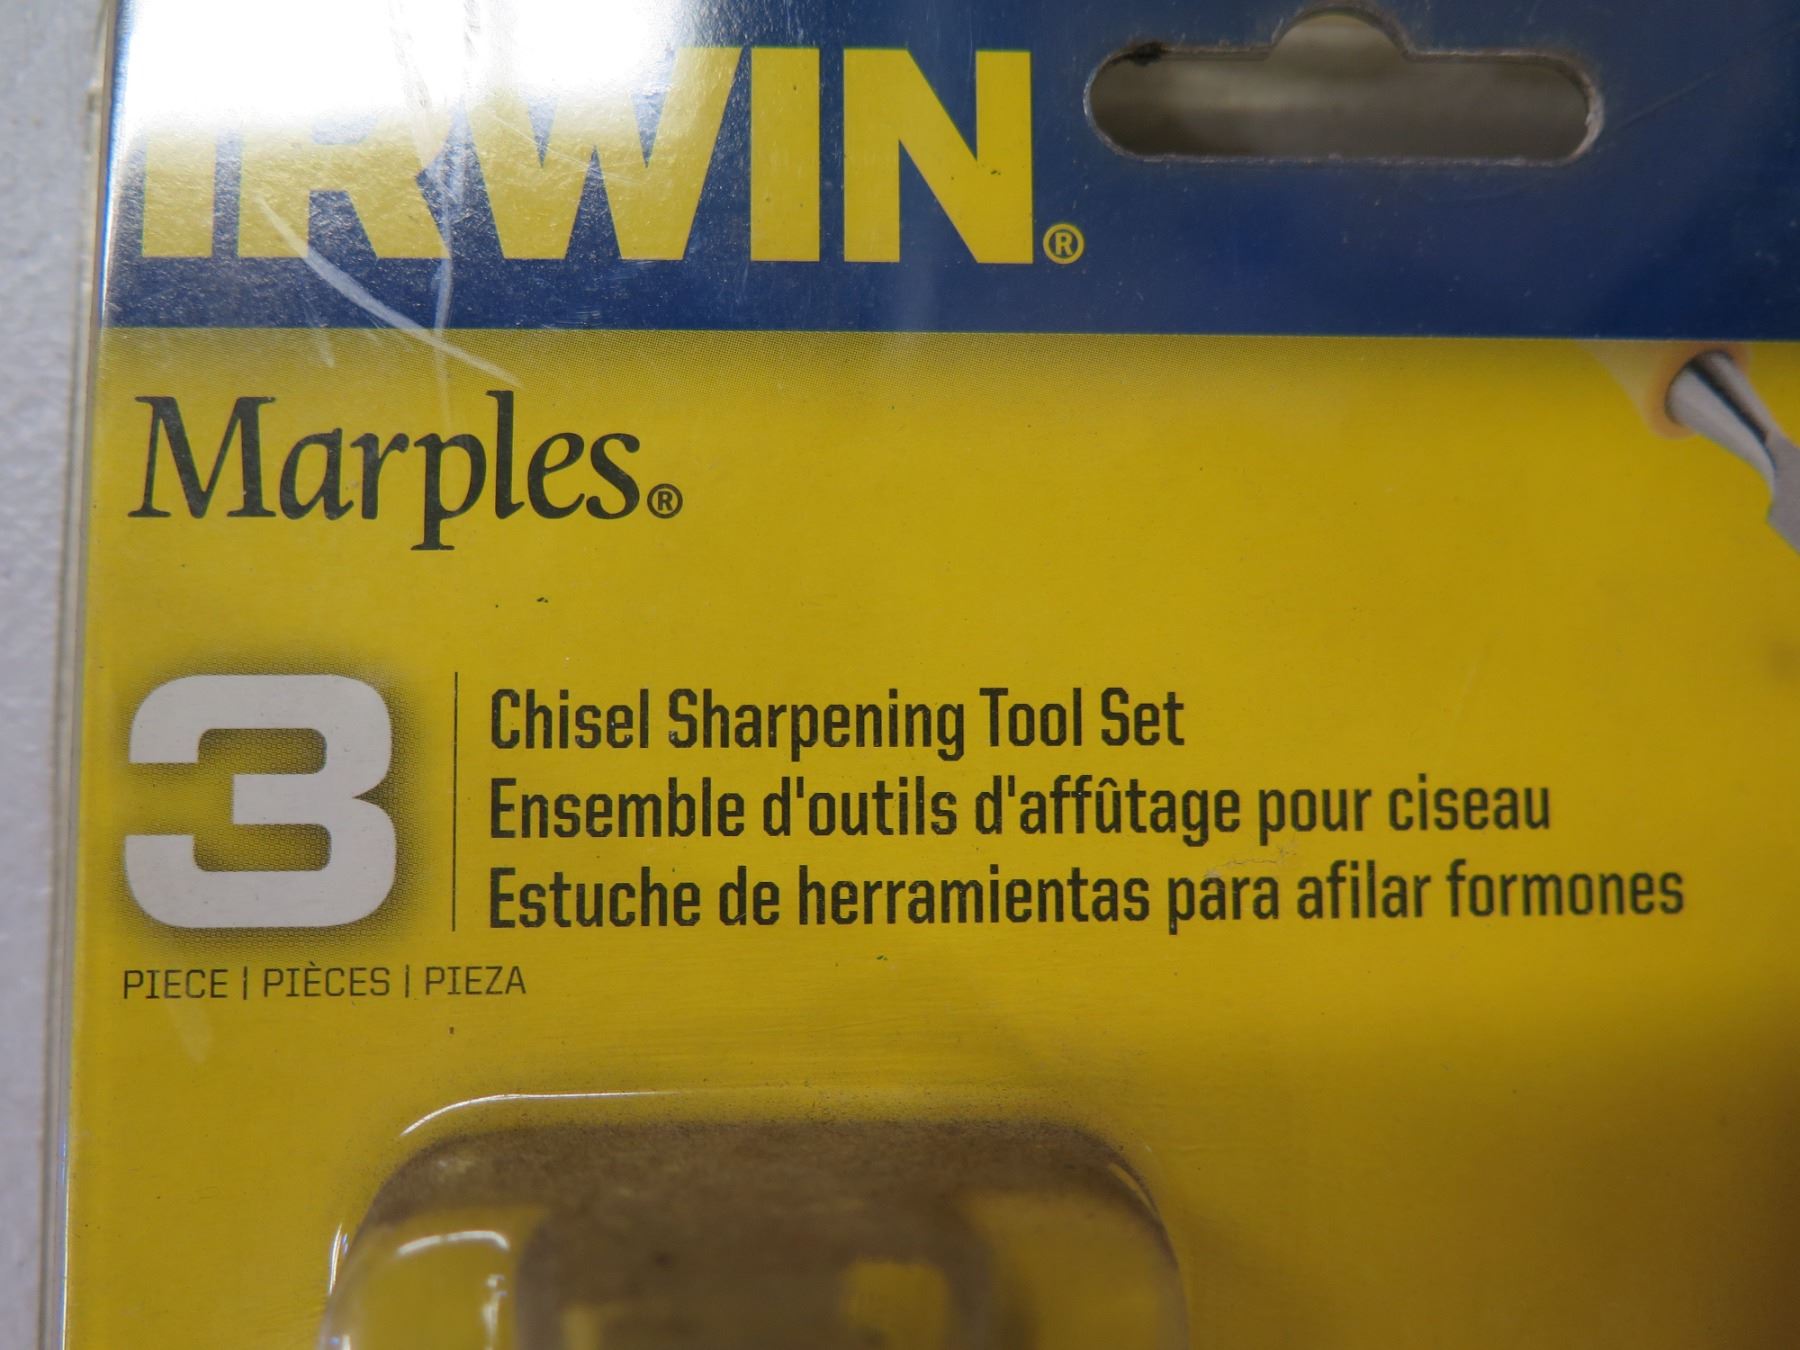 IRWIN®
Marples®
3
Chisel Sharpening Tool Set
Ensemble d'outils d'affûtage pour ciseau
Estuche de herramientas para afilar formones
PIECE | PIÈCES | PIEZA